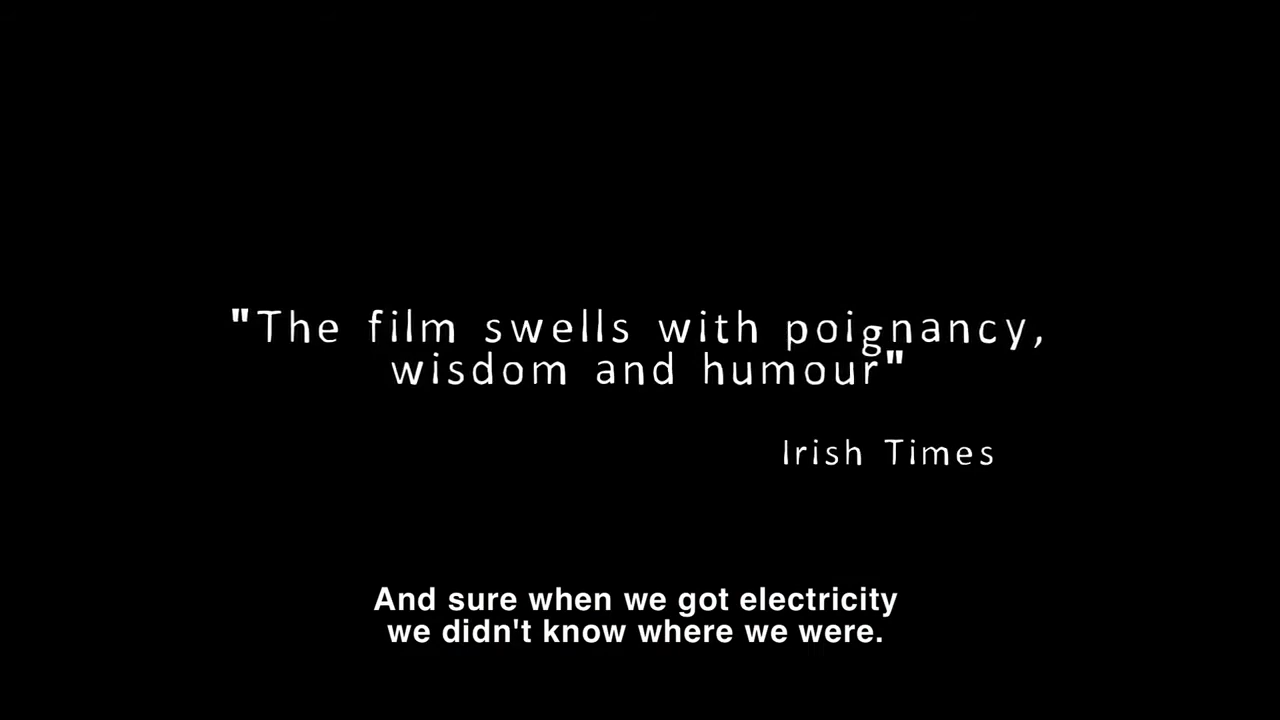 "The film swells with poignancy,
wisdom and humour"
Irish Times
And sure when we got electricity
we didn't know where we were.